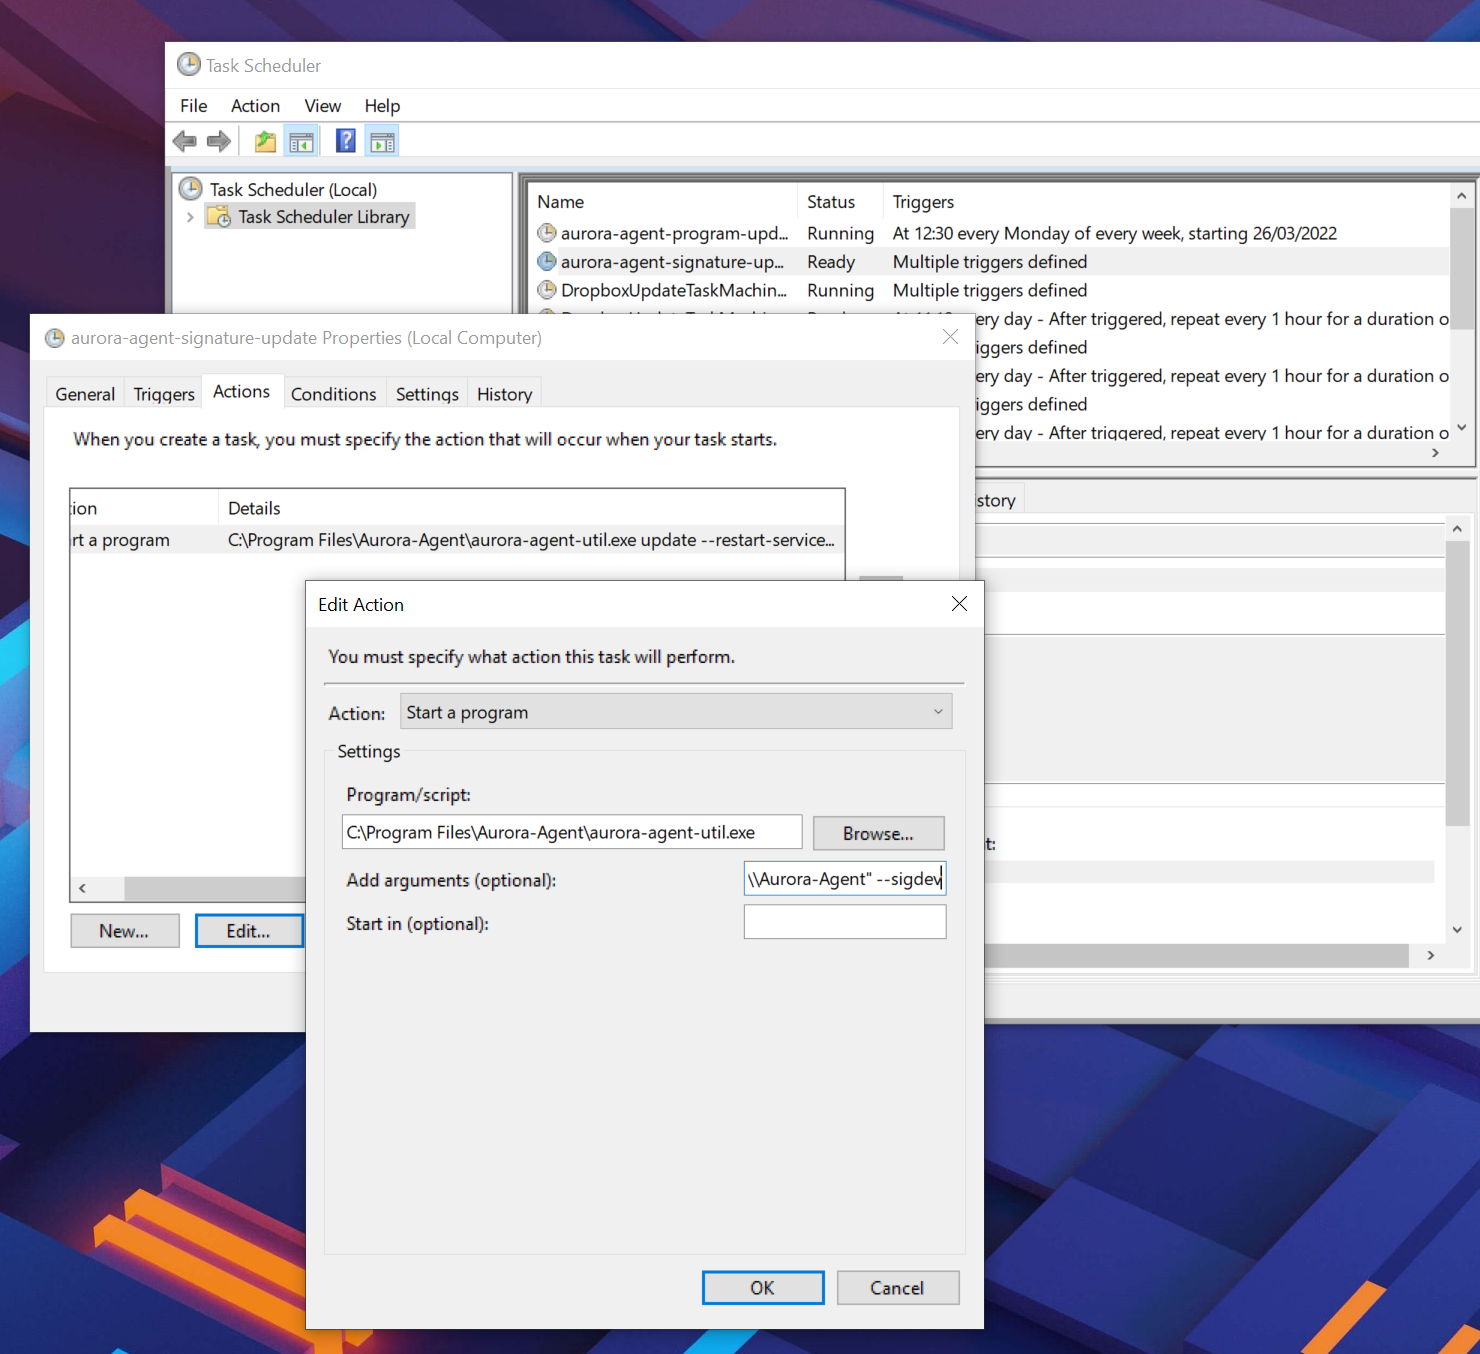 Task Scheduler
File Action View Help
Task Scheduler (Local)
Task Scheduler Library
Name Status Triggers
aurora-agent-program-upd... Running At 12:30 every Monday of every week, starting 26/03/2022
aurora-agent-signature-up... Ready Multiple triggers defined
DropboxUpdateTaskMachin... Running Multiple triggers defined
ery day - After triggered, repeat every 1 hour for a duration o
iggers defined
ery day - After triggered, repeat every 1 hour for a duration o
iggers defined
ery day - After triggered, repeat every 1 hour for a duration o
story
t:
aurora-agent-signature-update Properties (Local Computer)
General Triggers Actions Conditions Settings History
When you create a task, you must specify the action that will occur when your task starts.
ion Details
rt a program C:\Program Files\Aurora-Agent\aurora-agent-util.exe update --restart-service...
New... Edit...
Edit Action
You must specify what action this task will perform.
Action: Start a program
Settings
Program/script:
C:\Program Files\Aurora-Agent\aurora-agent-util.exe Browse...
Add arguments (optional): \\Aurora-Agent" --sigdev
Start in (optional):
OK Cancel